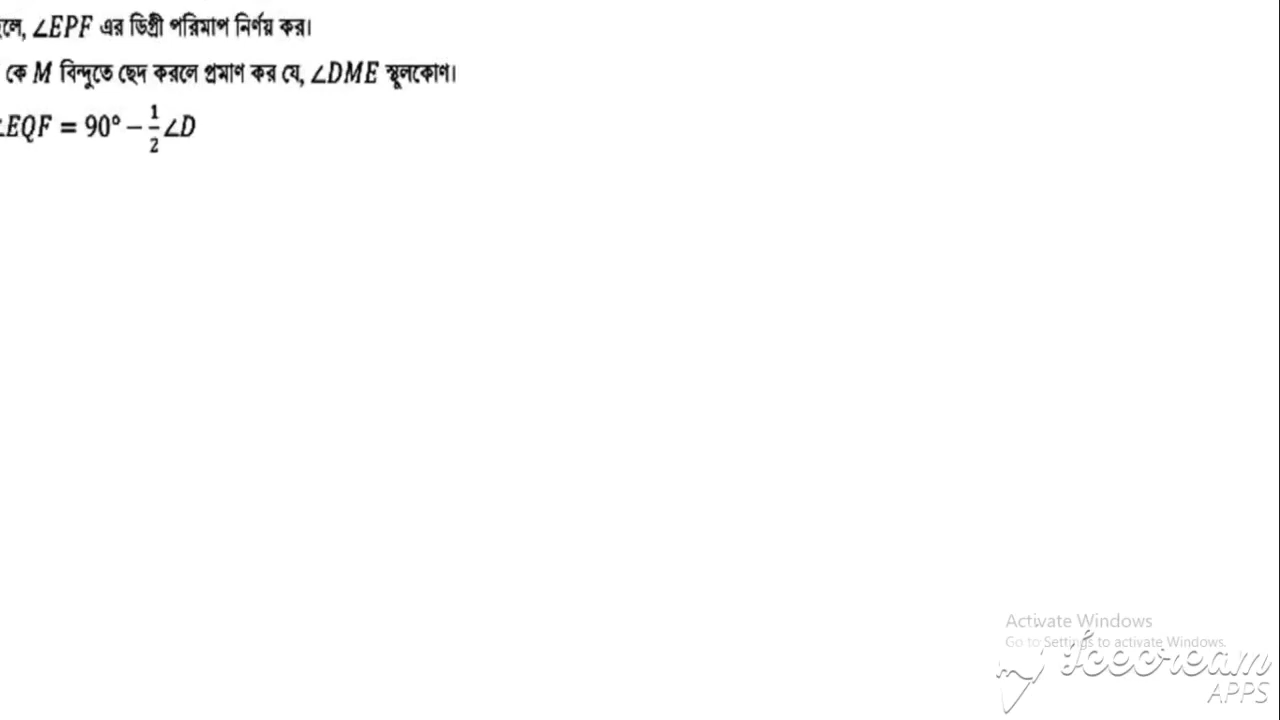 ∠EPF এর ডিগ্রী পরিমাপ নির্ণয় কর।
কে M বিন্দুতে ছেদ করলে প্রমাণ কর যে, ∠DME স্থূলকোণ।
∠EQF = 90° − 1/2 ∠D
Activate Windows
Go to Settings to activate Windows.
Icecream
APPS